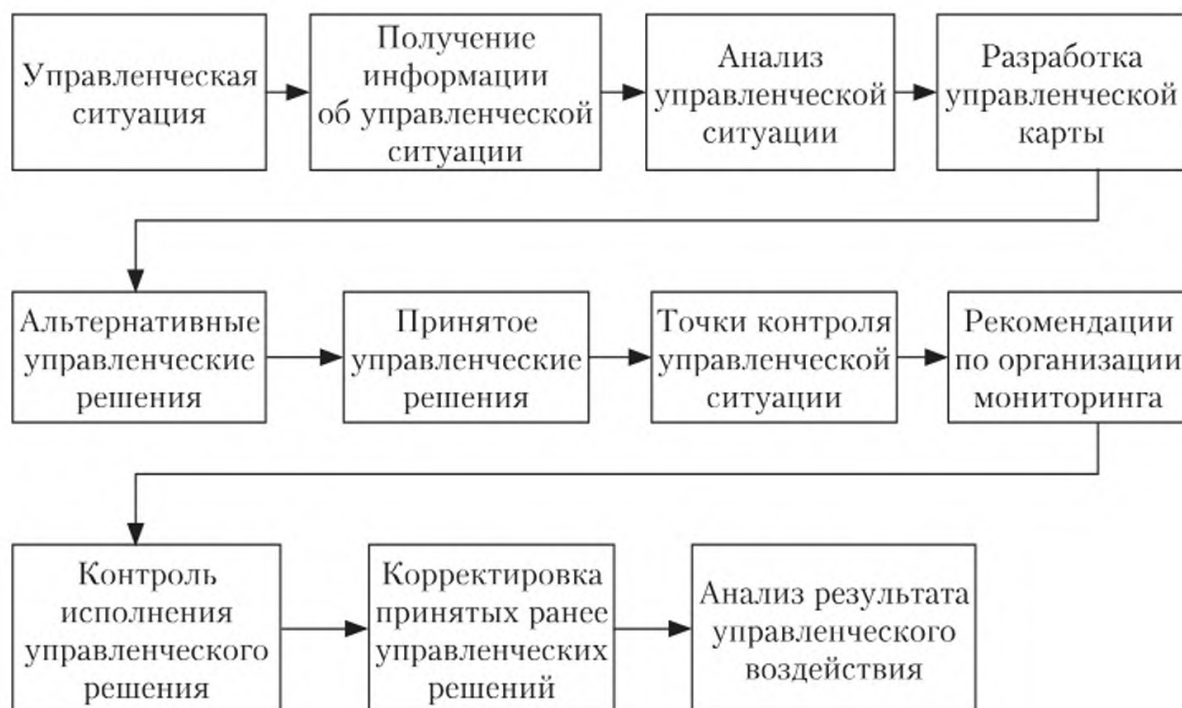 Управленческая
ситуация
Получение
информации
об управленческой
ситуации
Анализ
управленческой
ситуации
Разработка
управленческой
карты
Альтернативные
управленческие
решения
Принятое
управленческие
решения
Точки контроля
управленческой
ситуации
Рекомендации
по организации
мониторинга
Контроль
исполнения
управленческого
решения
Корректировка
принятых ранее
управленческих
решений
Анализ результата
управленческого
воздействия